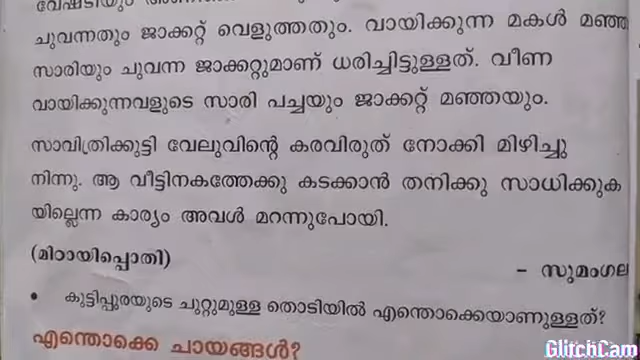 ചുവന്നതും ജാക്കറ്റ് വെളുത്തതും. വായിക്കുന്ന മകൾ മഞ്ഞ
സാരിയും ചുവന്ന ജാക്കറ്റുമാണ് ധരിച്ചിട്ടുള്ളത്. വീണ
വായിക്കുന്നവളുടെ സാരി പച്ചയും ജാക്കറ്റ് മഞ്ഞയും.
സാവിത്രിക്കുട്ടി വേലുവിന്റെ കരവിരുത് നോക്കി മിഴിച്ചു
നിന്നു. ആ വീട്ടിനകത്തേക്കു കടക്കാൻ തനിക്കു സാധിക്കുക
യില്ലെന്ന കാര്യം അവൾ മറന്നുപോയി.
(മിഠായിപ്പൊതി)
– സുമംഗല
• കുട്ടിപ്പുരയുടെ ചുറ്റുമുള്ള തൊടിയിൽ എന്തൊക്കെയാണുള്ളത്?
എന്തൊക്കെ ചായങ്ങൾ?
GlitchCam